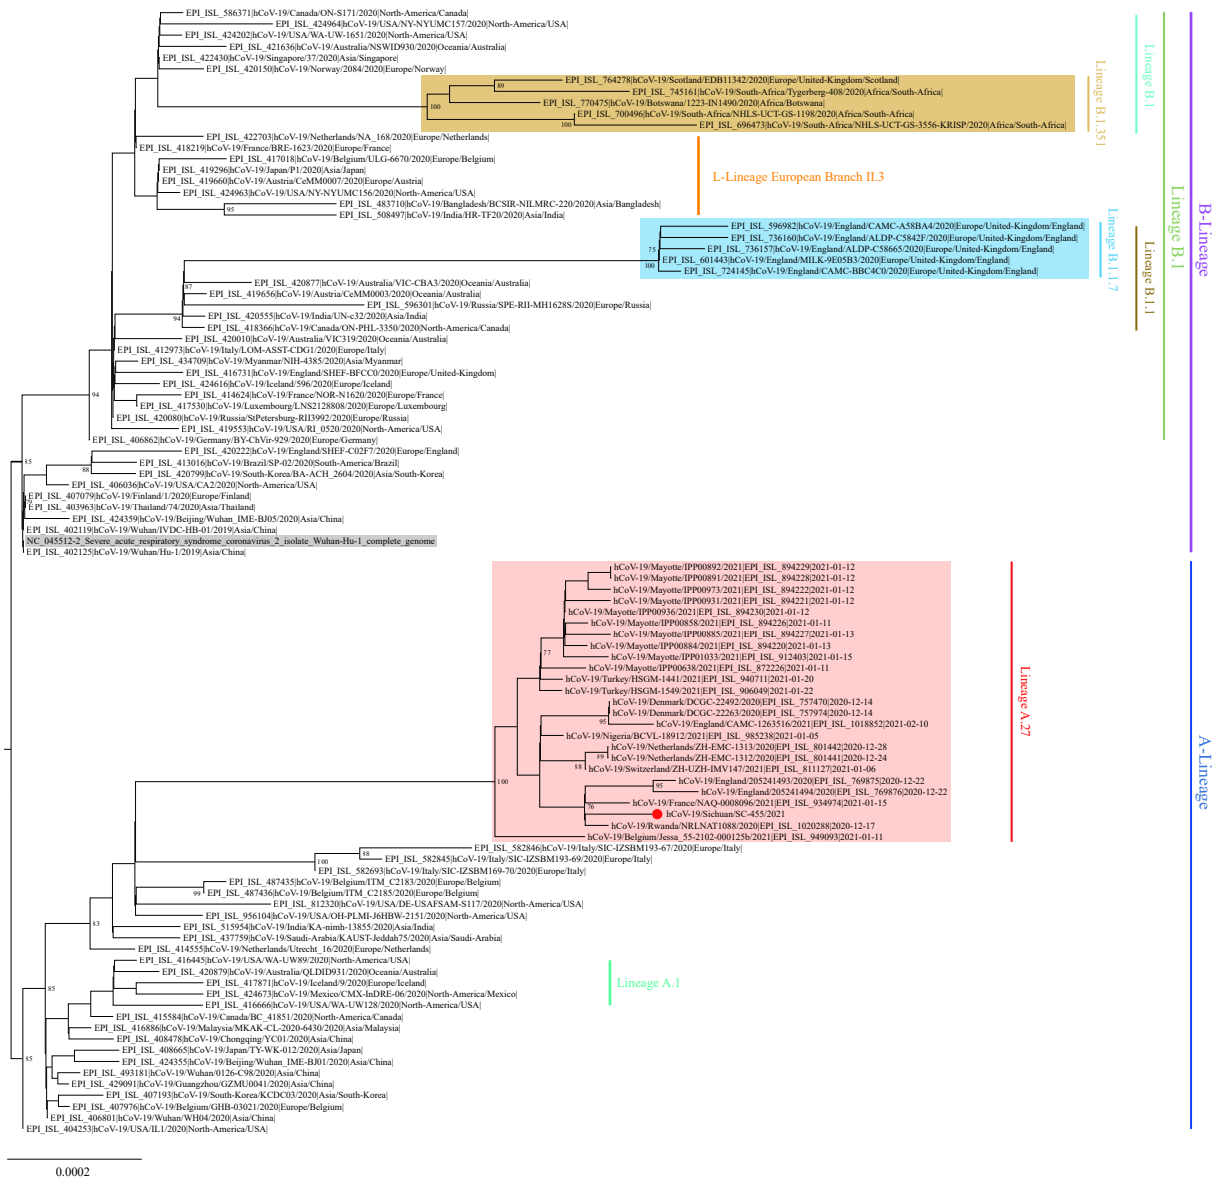 EPI_ISL_586371|hCoV-19/Canada/ON-S171/2020|North-America/Canada|
EPI_ISL_424964|hCoV-19/USA/NY-NYUMC157/2020|North-America/USA|
EPI_ISL_424202|hCoV-19/USA/WA-UW-1651/2020|North-America/USA|
EPI_ISL_421636|hCoV-19/Australia/NSWID930/2020|Oceania/Australia|
EPI_ISL_422430|hCoV-19/Singapore/37/2020|Asia/Singapore|
EPI_ISL_420150|hCoV-19/Norway/2084/2020|Europe/Norway|
Lineage B.1
EPI_ISL_764278|hCoV-19/Scotland/EDB11342/2020|Europe/United-Kingdom/Scotland|
89
EPI_ISL_745161|hCoV-19/South-Africa/Tygerberg-408/2020|Africa/South-Africa|
EPI_ISL_770475|hCoV-19/Botswana/1223-IN1490/2020|Africa/Botswana|
100
EPI_ISL_700496|hCoV-19/South-Africa/NHLS-UCT-GS-1198/2020|Africa/South-Africa|
100
EPI_ISL_696473|hCoV-19/South-Africa/NHLS-UCT-GS-3556-KRISP/2020|Africa/South-Africa|
Lineage B.1.351
EPI_ISL_422703|hCoV-19/Netherlands/NA_168/2020|Europe/Netherlands|
EPI_ISL_418219|hCoV-19/France/BRE-1623/2020|Europe/France|
EPI_ISL_417018|hCoV-19/Belgium/ULG-6670/2020|Europe/Belgium|
EPI_ISL_419296|hCoV-19/Japan/P1/2020|Asia/Japan|
EPI_ISL_419660|hCoV-19/Austria/CeMM0007/2020|Europe/Austria|
L-Lineage European Branch II.3
EPI_ISL_424963|hCoV-19/USA/NY-NYUMC156/2020|North-America/USA|
EPI_ISL_483710|hCoV-19/Bangladesh/BCSIR-NILMRC-220/2020|Asia/Bangladesh|
95
EPI_ISL_508497|hCoV-19/India/HR-TF20/2020|Asia/India|
B-Lineage
Lineage B.1
EPI_ISL_596982|hCoV-19/England/CAMC-A58BA4/2020|Europe/United-Kingdom/England|
EPI_ISL_736160|hCoV-19/England/ALDP-C5842F/2020|Europe/United-Kingdom/England|
75
EPI_ISL_736157|hCoV-19/England/ALDP-C58665/2020|Europe/United-Kingdom/England|
EPI_ISL_601443|hCoV-19/England/MILK-9E05B3/2020|Europe/United-Kingdom/England|
100
EPI_ISL_724145|hCoV-19/England/CAMC-BBC4C0/2020|Europe/United-Kingdom/England|
Lineage B.1.1.7
Lineage B.1.1
EPI_ISL_420877|hCoV-19/Australia/VIC-CBA3/2020|Oceania/Australia|
87
EPI_ISL_419656|hCoV-19/Austria/CeMM0003/2020|Oceania/Australia|
EPI_ISL_596301|hCoV-19/Russia/SPE-RII-MH1628S/2020|Europe/Russia|
EPI_ISL_420555|hCoV-19/India/UN-c32/2020|Asia/India|
94
EPI_ISL_418366|hCoV-19/Canada/ON-PHL-3350/2020|North-America/Canada|
EPI_ISL_420010|hCoV-19/Australia/VIC319/2020|Oceania/Australia|
EPI_ISL_412973|hCoV-19/Italy/LOM-ASST-CDG1/2020|Europe/Italy|
EPI_ISL_434709|hCoV-19/Myanmar/NIH-4385/2020|Asia/Myanmar|
EPI_ISL_416731|hCoV-19/England/SHEF-BFCC0/2020|Europe/United-Kingdom|
EPI_ISL_424616|hCoV-19/Iceland/596/2020|Europe/Iceland|
94
EPI_ISL_414624|hCoV-19/France/NOR-N1620/2020|Europe/France|
EPI_ISL_417530|hCoV-19/Luxembourg/LNS2128808/2020|Europe/Luxembourg|
EPI_ISL_420080|hCoV-19/Russia/StPetersburg-RII3992/2020|Europe/Russia|
EPI_ISL_419553|hCoV-19/USA/RI_0520/2020|North-America/USA|
EPI_ISL_406862|hCoV-19/Germany/BY-ChVir-929/2020|Europe/Germany|
EPI_ISL_420222|hCoV-19/England/SHEF-C02F7/2020|Europe/England|
85
EPI_ISL_413016|hCoV-19/Brazil/SP-02/2020|South-America/Brazil|
88
EPI_ISL_420799|hCoV-19/South-Korea/BA-ACH_2604/2020|Asia/South-Korea|
EPI_ISL_406036|hCoV-19/USA/CA2/2020|North-America/USA|
EPI_ISL_407079|hCoV-19/Finland/1/2020|Europe/Finland|
EPI_ISL_403963|hCoV-19/Thailand/74/2020|Asia/Thailand|
EPI_ISL_424359|hCoV-19/Beijing/Wuhan_IME-BJ05/2020|Asia/China|
EPI_ISL_402119|hCoV-19/Wuhan/IVDC-HB-01/2019|Asia/China|
NC_045512-2_Severe_acute_respiratory_syndrome_coronavirus_2_isolate_Wuhan-Hu-1_complete_genome
EPI_ISL_402125|hCoV-19/Wuhan/Hu-1/2019|Asia/China|
hCoV-19/Mayotte/IPP00892/2021|EPI_ISL_894229|2021-01-12
hCoV-19/Mayotte/IPP00891/2021|EPI_ISL_894228|2021-01-12
hCoV-19/Mayotte/IPP00973/2021|EPI_ISL_894222|2021-01-12
hCoV-19/Mayotte/IPP00931/2021|EPI_ISL_894221|2021-01-12
hCoV-19/Mayotte/IPP00936/2021|EPI_ISL_894230|2021-01-12
hCoV-19/Mayotte/IPP00858/2021|EPI_ISL_894226|2021-01-11
hCoV-19/Mayotte/IPP00885/2021|EPI_ISL_894227|2021-01-13
hCoV-19/Mayotte/IPP00884/2021|EPI_ISL_894220|2021-01-13
77
hCoV-19/Mayotte/IPP01033/2021|EPI_ISL_912403|2021-01-15
hCoV-19/Mayotte/IPP00638/2021|EPI_ISL_872226|2021-01-11
hCoV-19/Turkey/HSGM-1441/2021|EPI_ISL_940711|2021-01-20
hCoV-19/Turkey/HSGM-1549/2021|EPI_ISL_906049|2021-01-22
hCoV-19/Denmark/DCGC-22492/2020|EPI_ISL_757470|2020-12-14
hCoV-19/Denmark/DCGC-22263/2020|EPI_ISL_757974|2020-12-14
95
hCoV-19/England/CAMC-1263516/2021|EPI_ISL_1018852|2021-02-10
hCoV-19/Nigeria/BCVL-18912/2021|EPI_ISL_985238|2021-01-05
hCoV-19/Netherlands/ZH-EMC-1313/2020|EPI_ISL_801442|2020-12-28
hCoV-19/Netherlands/ZH-EMC-1312/2020|EPI_ISL_801441|2020-12-24
88
hCoV-19/Switzerland/ZH-UZH-IMV147/2021|EPI_ISL_811127|2021-01-06
100
hCoV-19/England/205241493/2020|EPI_ISL_769875|2020-12-22
95
hCoV-19/England/205241494/2020|EPI_ISL_769876|2020-12-22
hCoV-19/France/NAQ-0008096/2021|EPI_ISL_934974|2021-01-15
76
hCoV-19/Sichuan/SC-455/2021
hCoV-19/Rwanda/NRLNAT1088/2020|EPI_ISL_1020288|2020-12-17
hCoV-19/Belgium/Jessa_55-2102-000125b/2021|EPI_ISL_949093|2021-01-11
Lineage A.27
A-Lineage
EPI_ISL_582846|hCoV-19/Italy/SIC-IZSBM193-67/2020|Europe/Italy|
88
EPI_ISL_582845|hCoV-19/Italy/SIC-IZSBM193-69/2020|Europe/Italy|
100
EPI_ISL_582693|hCoV-19/Italy/SIC-IZSBM169-70/2020|Europe/Italy|
EPI_ISL_487435|hCoV-19/Belgium/ITM_C2183/2020|Europe/Belgium|
99
EPI_ISL_487436|hCoV-19/Belgium/ITM_C2185/2020|Europe/Belgium|
EPI_ISL_812320|hCoV-19/USA/DE-USAFSAM-S117/2020|North-America/USA|
EPI_ISL_956104|hCoV-19/USA/OH-PLMI-J6HBW-2151/2020|North-America/USA|
83
EPI_ISL_515954|hCoV-19/India/KA-nimh-13855/2020|Asia/India|
EPI_ISL_437759|hCoV-19/Saudi-Arabia/KAUST-Jeddah75/2020|Asia/Saudi-Arabia|
EPI_ISL_414555|hCoV-19/Netherlands/Utrecht_16/2020|Europe/Netherlands|
EPI_ISL_416445|hCoV-19/USA/WA-UW89/2020|North-America/USA|
EPI_ISL_420879|hCoV-19/Australia/QLDID931/2020|Oceania/Australia|
EPI_ISL_417871|hCoV-19/Iceland/9/2020|Europe/Iceland|
Lineage A.1
85
EPI_ISL_424673|hCoV-19/Mexico/CMX-InDRE-06/2020|North-America/Mexico|
EPI_ISL_416666|hCoV-19/USA/WA-UW128/2020|North-America/USA|
EPI_ISL_415584|hCoV-19/Canada/BC_41851/2020|North-America/Canada|
EPI_ISL_416886|hCoV-19/Malaysia/MKAK-CL-2020-6430/2020|Asia/Malaysia|
EPI_ISL_408478|hCoV-19/Chongqing/YC01/2020|Asia/China|
EPI_ISL_408665|hCoV-19/Japan/TY-WK-012/2020|Asia/Japan|
85
EPI_ISL_424355|hCoV-19/Beijing/Wuhan_IME-BJ01/2020|Asia/China|
EPI_ISL_493181|hCoV-19/Wuhan/0126-C98/2020|Asia/China|
EPI_ISL_429091|hCoV-19/Guangzhou/GZMU0041/2020|Asia/China|
EPI_ISL_407193|hCoV-19/South-Korea/KCDC03/2020|Asia/South-Korea|
EPI_ISL_407976|hCoV-19/Belgium/GHB-03021/2020|Europe/Belgium|
EPI_ISL_406801|hCoV-19/Wuhan/WH04/2020|Asia/China|
EPI_ISL_404253|hCoV-19/USA/IL1/2020|North-America/USA|
0.0002